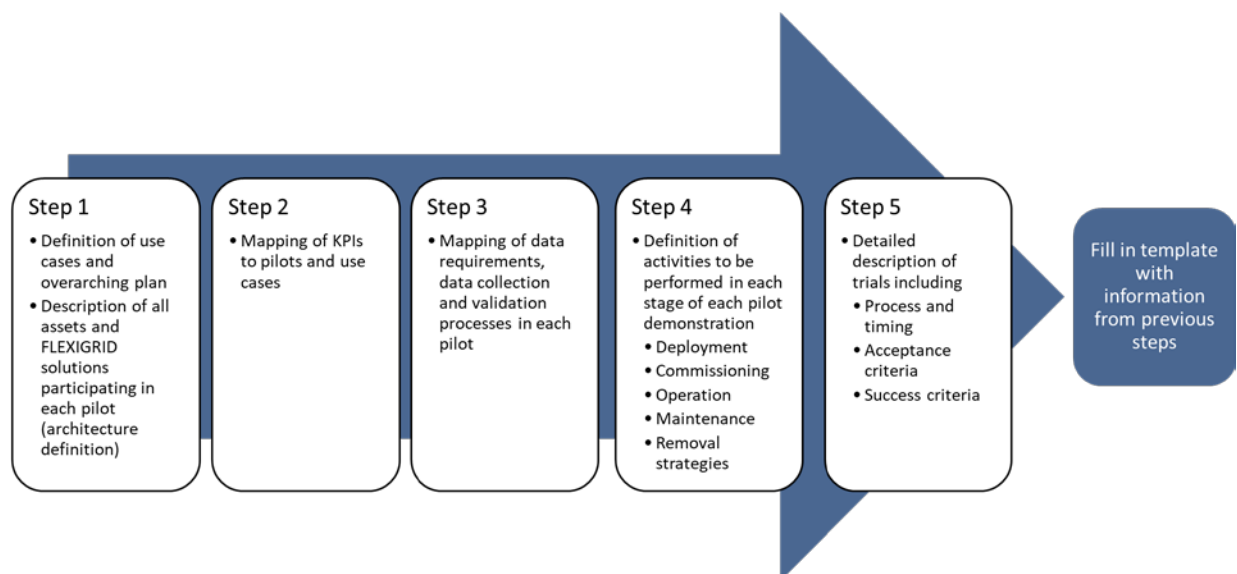 Step 1
• Definition of use
cases and
overarching plan
• Description of all
assets and
FLEXIGRID
solutions
participating in
each pilot
(architecture
definition)
Step 2
• Mapping of KPIs
to pilots and use
cases
Step 3
• Mapping of data
requirements,
data collection
and validation
processes in each
pilot
Step 4
• Definition of
activities to be
performed in each
stage of each pilot
demonstration
• Deployment
• Commissioning
• Operation
• Maintenance
• Removal
strategies
Step 5
• Detailed
description of
trials including
• Process and
timing
• Acceptance
criteria
• Success criteria
Fill in template
with
information
from previous
steps